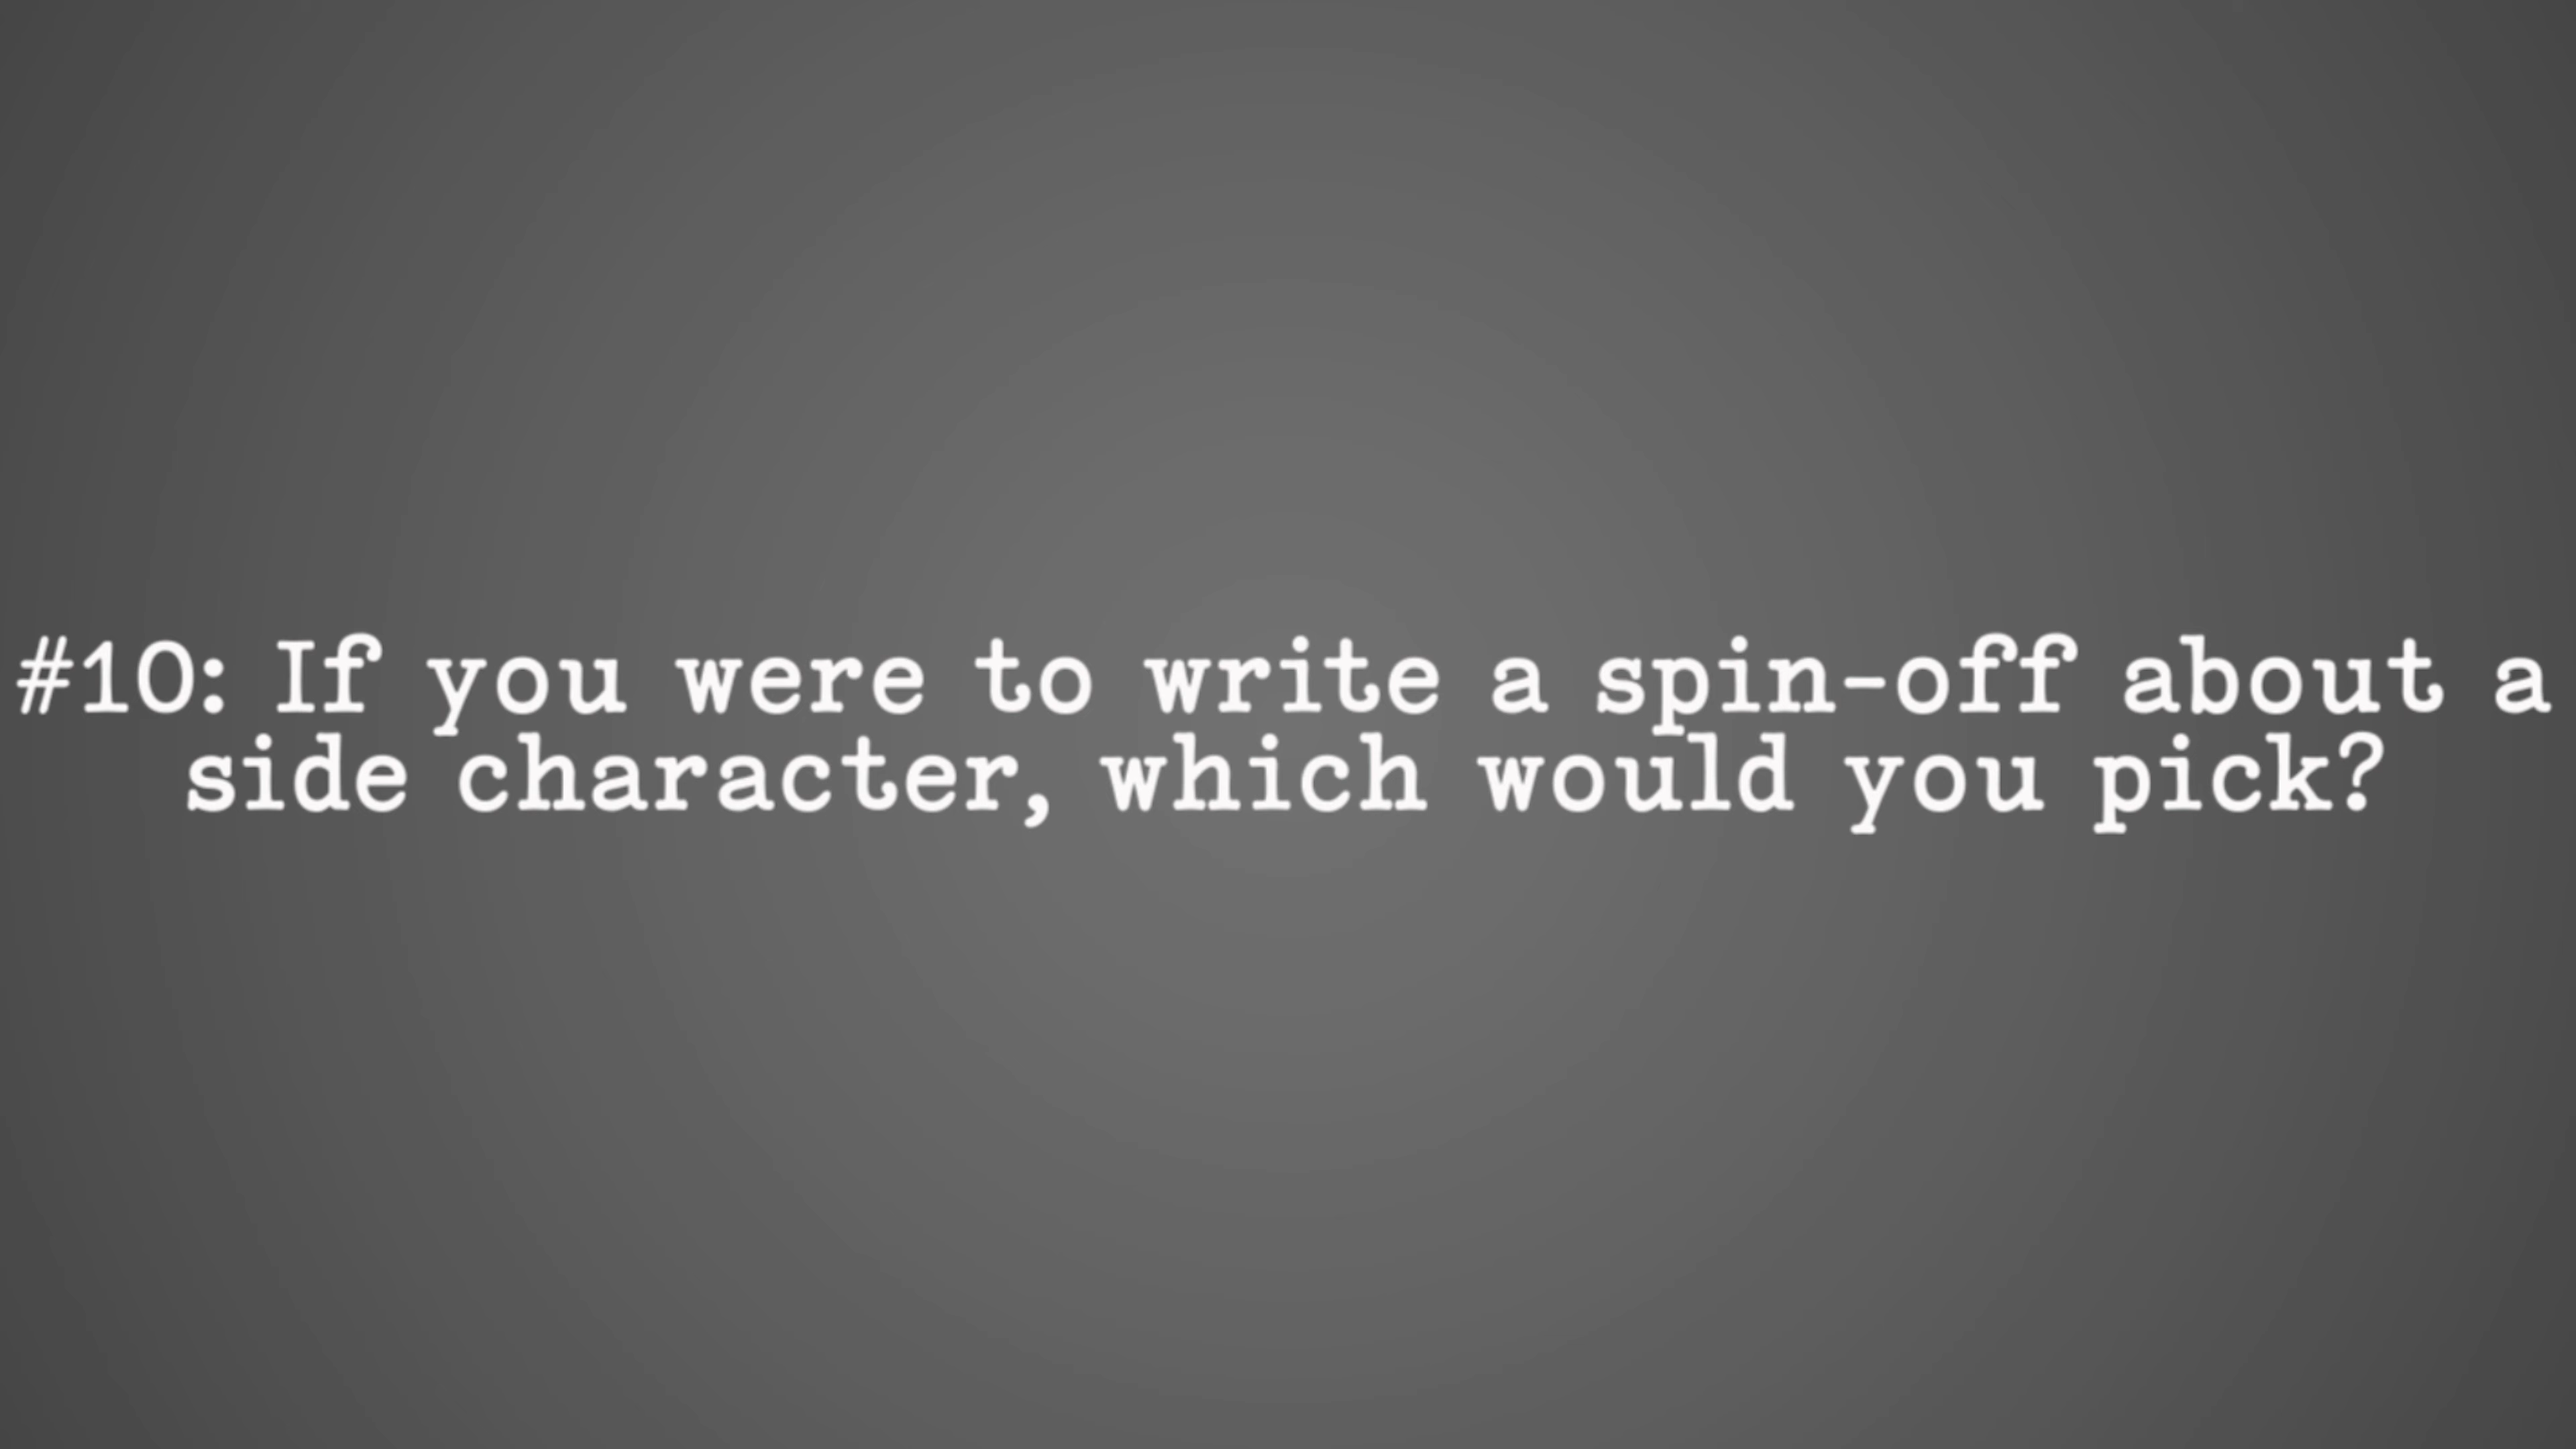 #10: If you were to write a spin-off about a
side character, which would you pick?